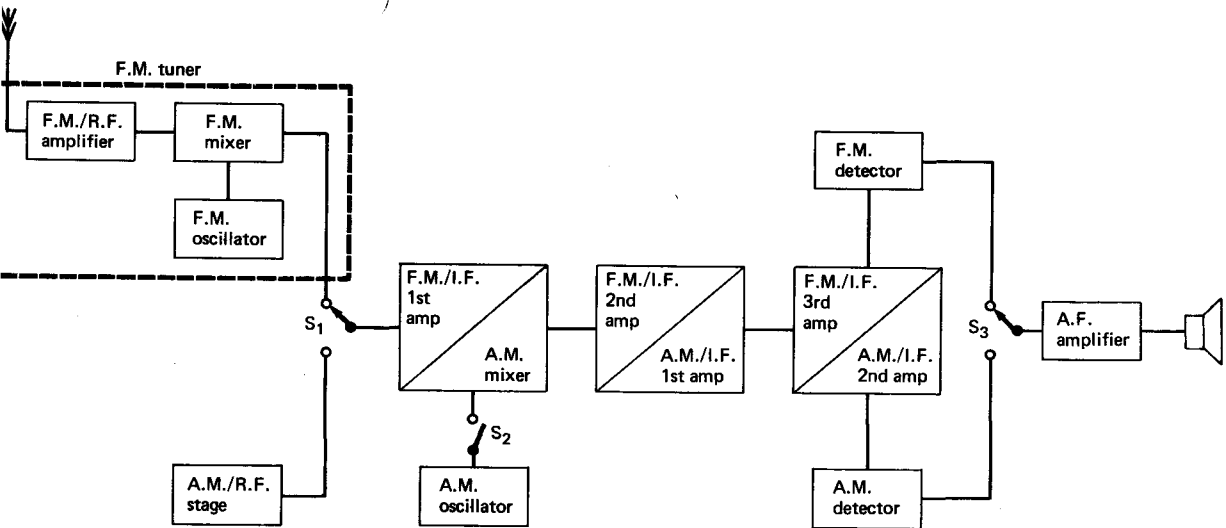 F.M. tuner
F.M./R.F.
amplifier
F.M.
mixer
F.M.
oscillator
S1
A.M./R.F.
stage
F.M./I.F.
1st
amp
A.M.
mixer
S2
A.M.
oscillator
F.M./I.F.
2nd
amp
A.M./I.F.
1st amp
F.M.
detector
F.M./I.F.
3rd
amp
A.M./I.F.
2nd amp
A.M.
detector
S3
A.F.
amplifier